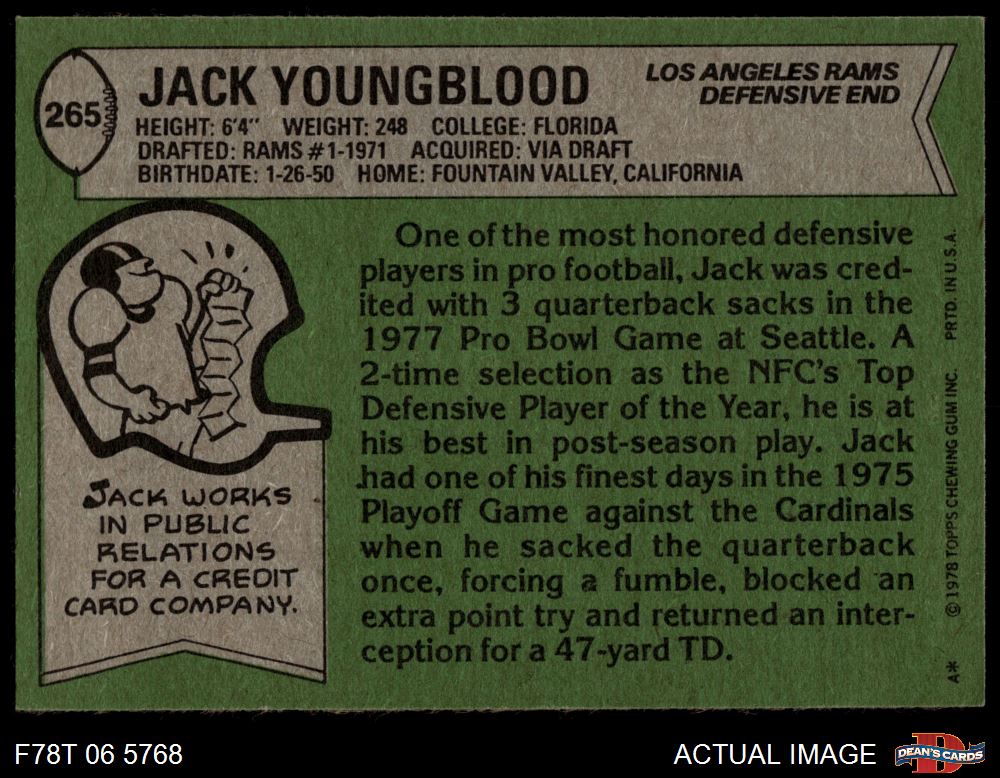 265
JACK YOUNGBLOOD
LOS ANGELES RAMS
DEFENSIVE END
HEIGHT: 6'4" WEIGHT: 248 COLLEGE: FLORIDA
DRAFTED: RAMS #1-1971 ACQUIRED: VIA DRAFT
BIRTHDATE: 1-26-50 HOME: FOUNTAIN VALLEY, CALIFORNIA
One of the most honored defensive
players in pro football, Jack was cred-
ited with 3 quarterback sacks in the
1977 Pro Bowl Game at Seattle. A
2-time selection as the NFC's Top
Defensive Player of the Year, he is at
his best in post-season play. Jack
had one of his finest days in the 1975
Playoff Game against the Cardinals
when he sacked the quarterback
once, forcing a fumble, blocked an
extra point try and returned an inter-
ception for a 47-yard TD.
JACK WORKS
IN PUBLIC
RELATIONS
FOR A CREDIT
CARD COMPANY.
A* © 1978 TOPPS CHEWING GUM INC. PRTD. IN U.S.A.
F78T 06 5768
ACTUAL IMAGE
D
DEAN'S CARDS